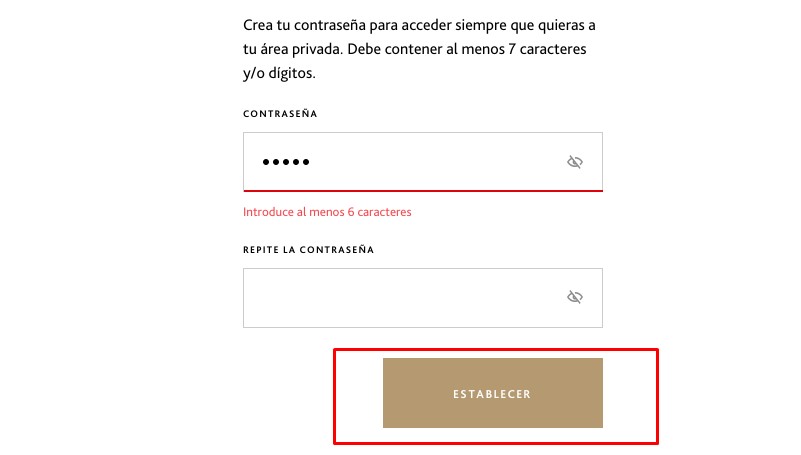 Crea tu contraseña para acceder siempre que quieras a
tu área privada. Debe contener al menos 7 caracteres
y/o dígitos.
CONTRASEÑA
●●●●●
Introduce al menos 6 caracteres
REPITE LA CONTRASEÑA
ESTABLECER